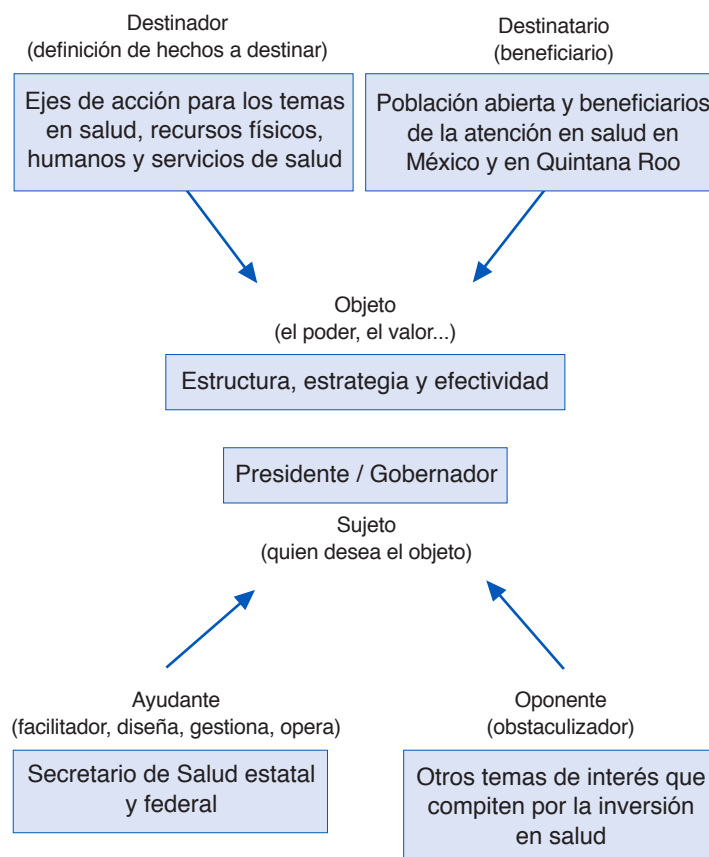 Destinador
(definición de hechos a destinar)
Ejes de acción para los temas
en salud, recursos físicos,
humanos y servicios de salud
Destinatario
(beneficiario)
Población abierta y beneficiarios
de la atención en salud en
México y en Quintana Roo
Objeto
(el poder, el valor...)
Estructura, estrategia y efectividad
Presidente / Gobernador
Sujeto
(quien desea el objeto)
Ayudante
(facilitador, diseña, gestiona, opera)
Secretario de Salud estatal
y federal
Oponente
(obstaculizador)
Otros temas de interés que
compiten por la inversión
en salud